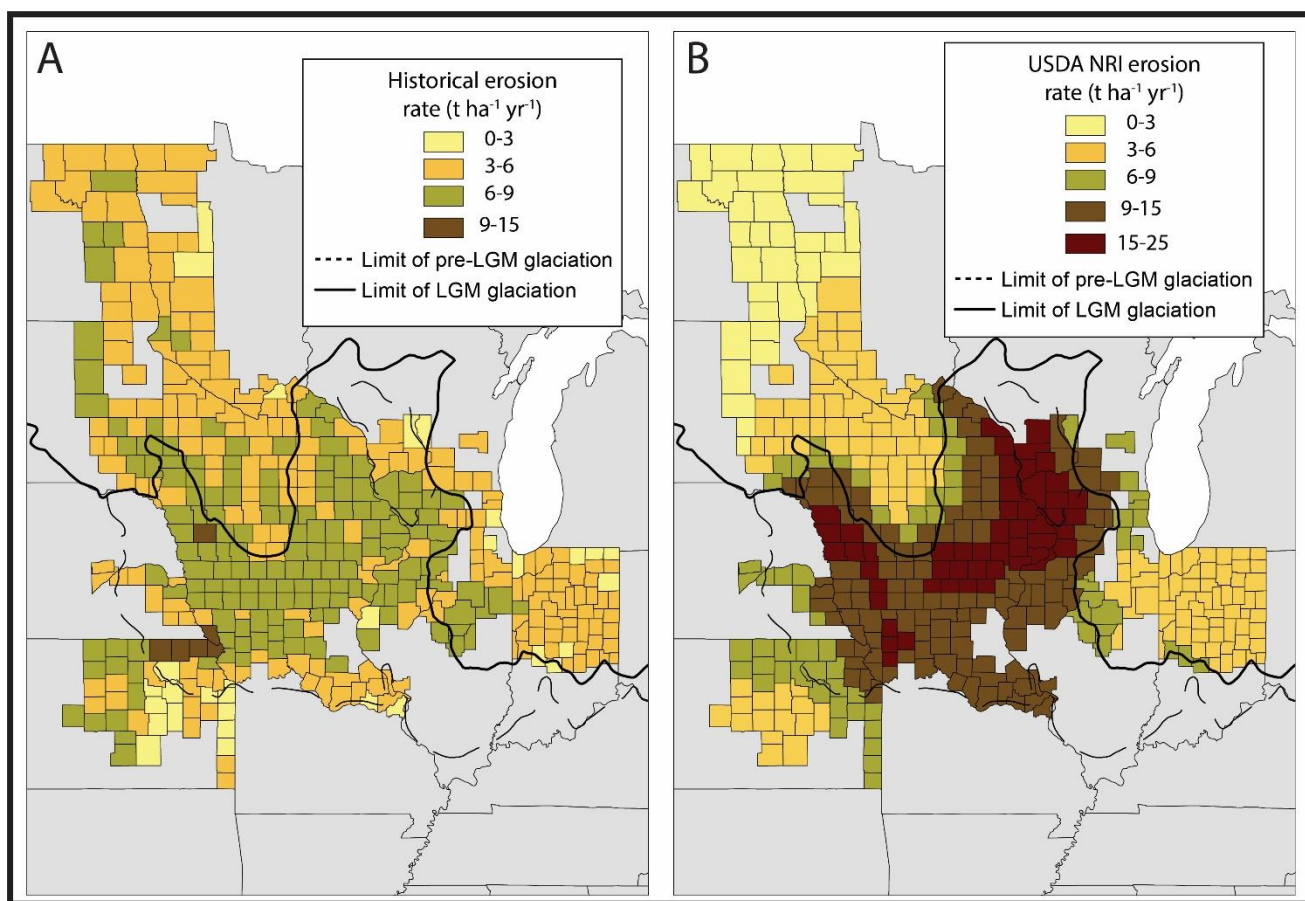 A
Historical erosion
rate (t ha⁻¹ yr⁻¹)
0-3
3-6
6-9
9-15
Limit of pre-LGM glaciation
Limit of LGM glaciation
B
USDA NRI erosion
rate (t ha⁻¹ yr⁻¹)
0-3
3-6
6-9
9-15
15-25
Limit of pre-LGM glaciation
Limit of LGM glaciation